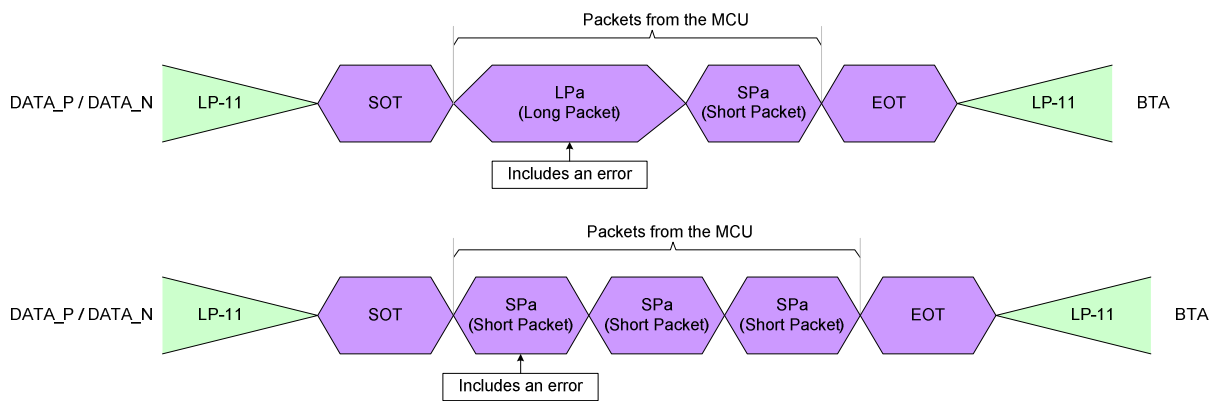 Packets from the MCU
DATA_P / DATA_N
LP-11
SOT
LPa
(Long Packet)
SPa
(Short Packet)
EOT
LP-11
BTA
Includes an error
Packets from the MCU
DATA_P / DATA_N
LP-11
SOT
SPa
(Short Packet)
SPa
(Short Packet)
SPa
(Short Packet)
EOT
LP-11
BTA
Includes an error